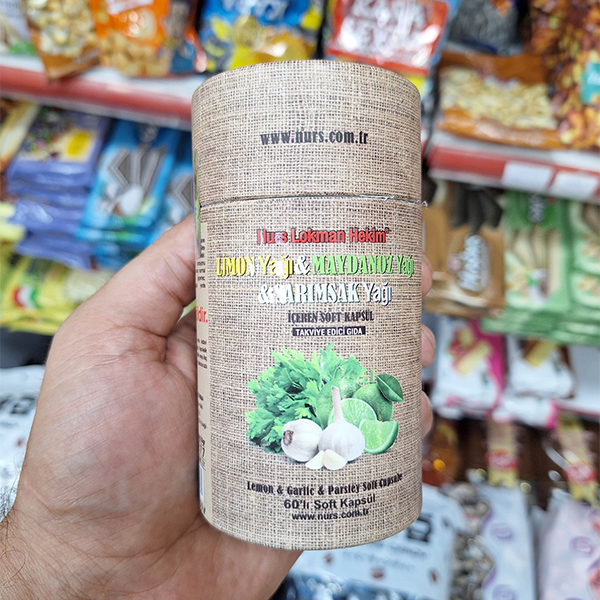 www.nurs.com.tr
Nurs Lokman Hekim®
LİMON Yağı & MAYDANOZ Yağı
& SARIMSAK Yağı
İÇEREN SOFT KAPSÜL
TAKVİYE EDİCİ GIDA
Lemon & Garlic & Parsley Soft Capsule
60'lı Soft Kapsül
www.nurs.com.tr